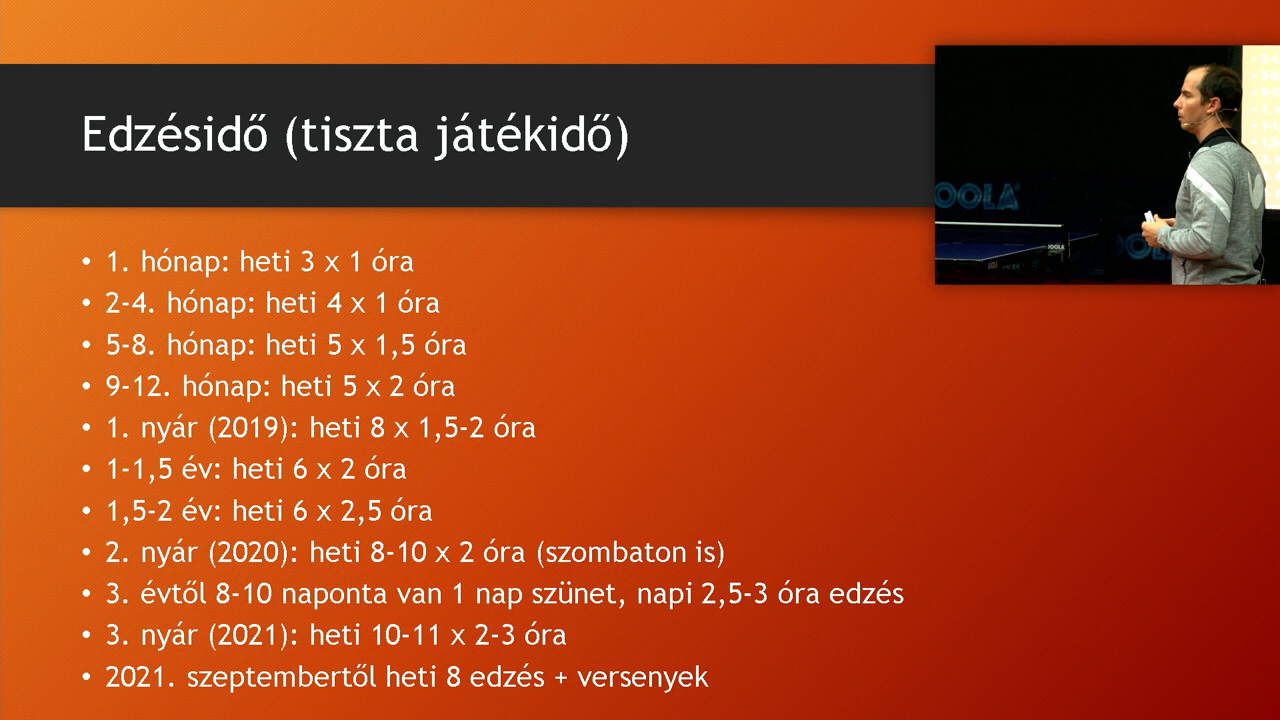 Edzésidő (tiszta játékidő)
• 1. hónap: heti 3 x 1 óra
• 2-4. hónap: heti 4 x 1 óra
• 5-8. hónap: heti 5 x 1,5 óra
• 9-12. hónap: heti 5 x 2 óra
• 1. nyár (2019): heti 8 x 1,5-2 óra
• 1-1,5 év: heti 6 x 2 óra
• 1,5-2 év: heti 6 x 2,5 óra
• 2. nyár (2020): heti 8-10 x 2 óra (szombaton is)
• 3. évtől 8-10 naponta van 1 nap szünet, napi 2,5-3 óra edzés
• 3. nyár (2021): heti 10-11 x 2-3 óra
• 2021. szeptembertől heti 8 edzés + versenyek
JOOLA
JOOLA